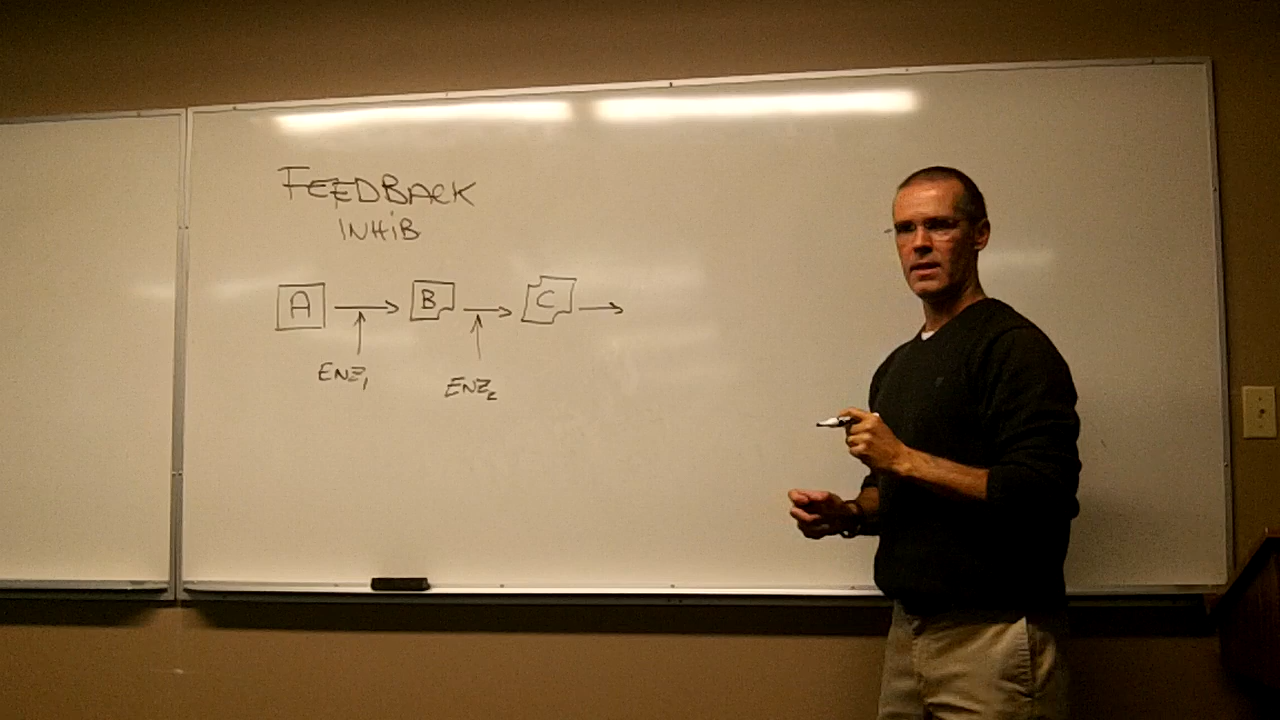 FEEDBACK
INHiB
A → B → C →
ENZ1
ENZ2